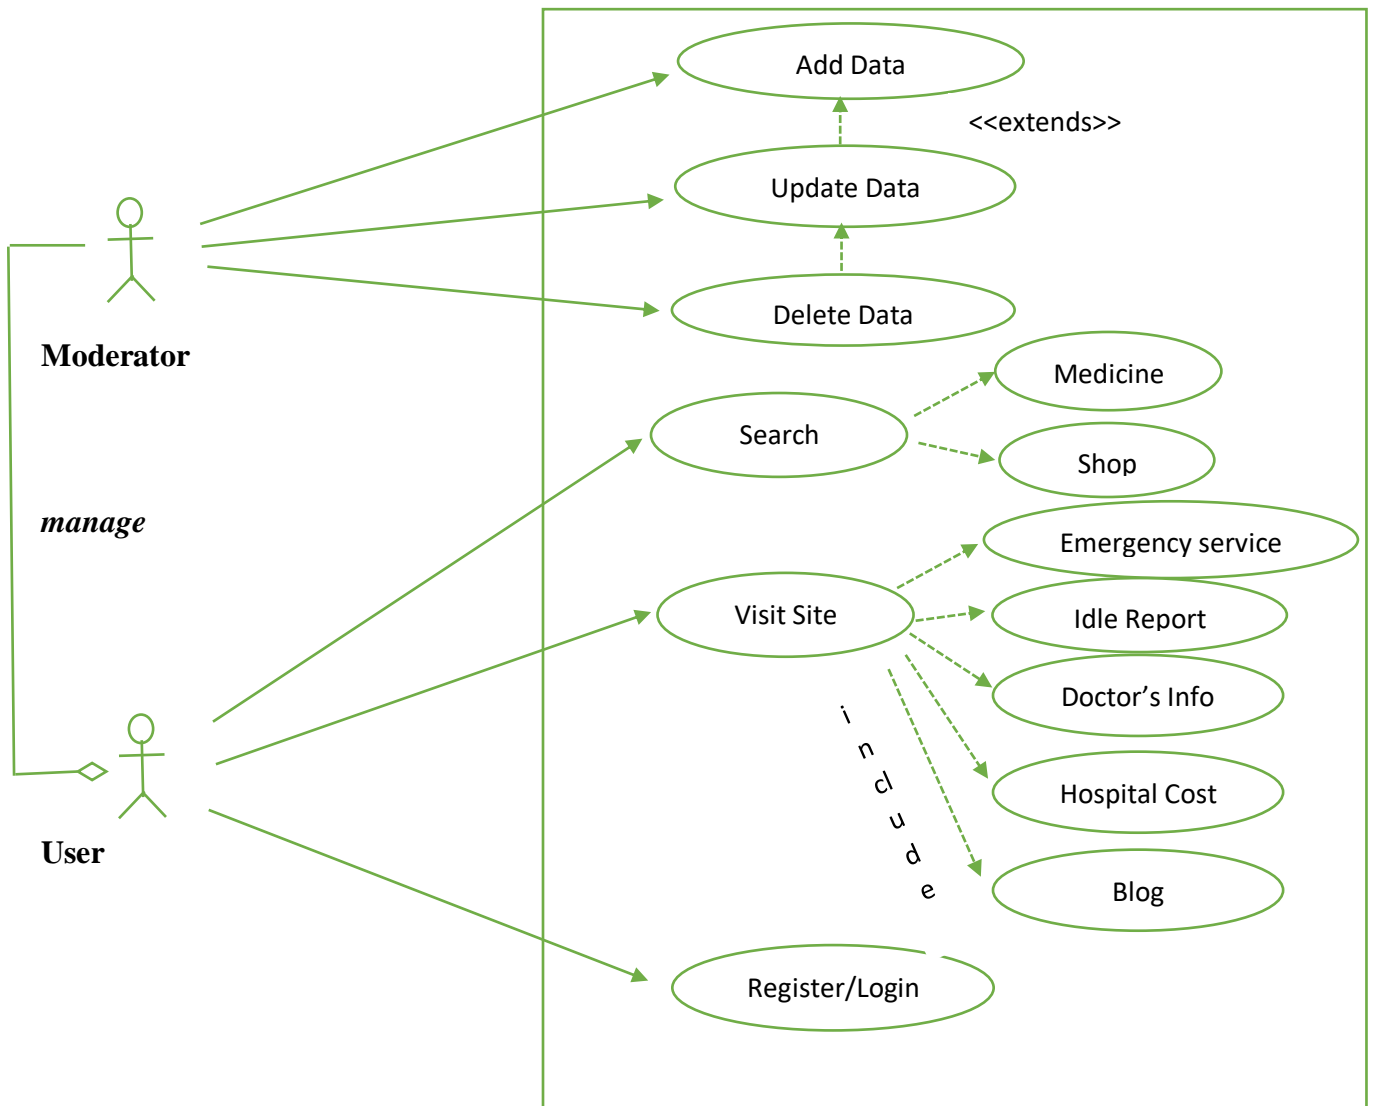 Add Data
<<extends>>
Update Data
Delete Data
Moderator
Medicine
Search
Shop
manage
Emergency service
Visit Site
Idle Report
Doctor's Info
include
Hospital Cost
User
Blog
Register/Login